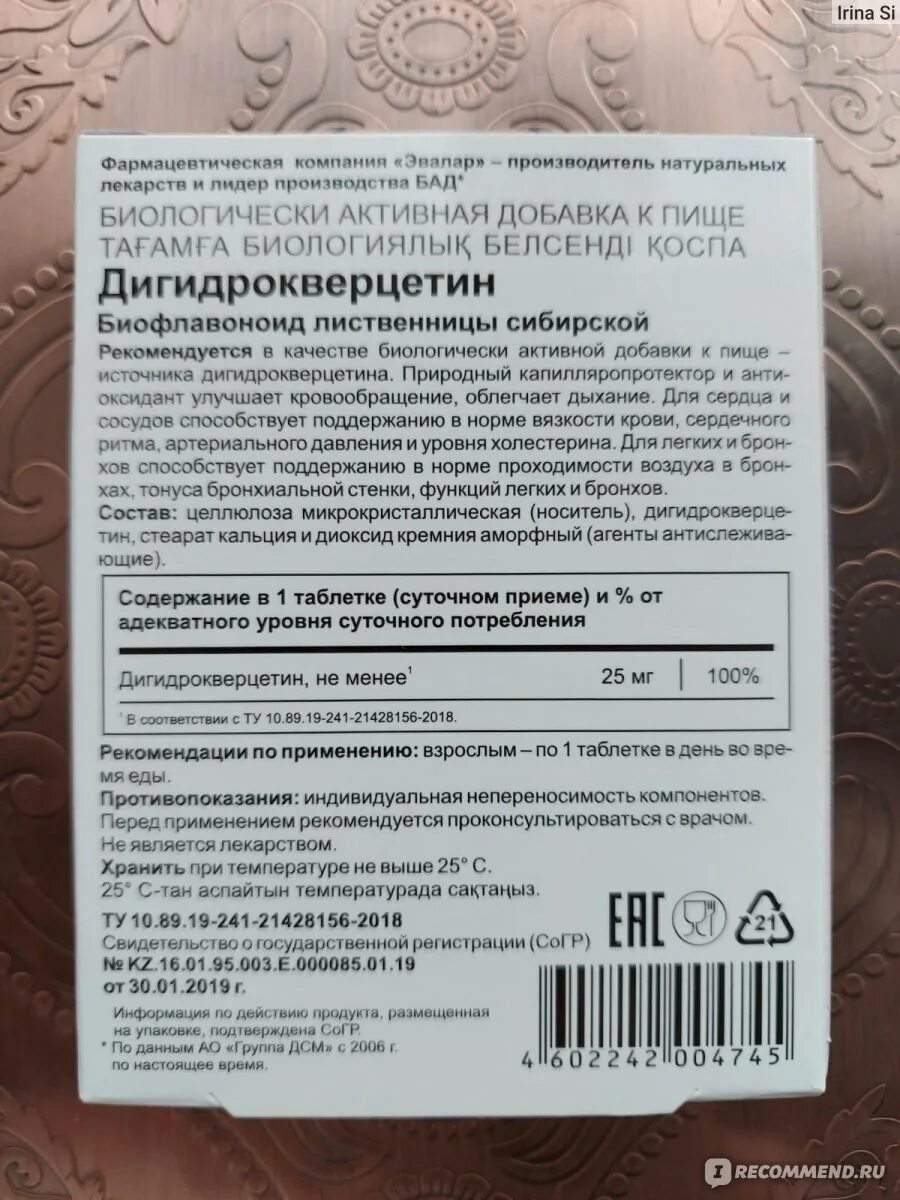 Irina Si
Фармацевтическая компания «Эвалар» – производитель натуральных
лекарств и лидер производства БАД*
БИОЛОГИЧЕСКИ АКТИВНАЯ ДОБАВКА К ПИЩЕ
ТАҒАМҒА БИОЛОГИЯЛЫҚ БЕЛСЕНДІ ҚОСПА
Дигидрокверцетин
Биофлавоноид лиственницы сибирской
Рекомендуется в качестве биологически активной добавки к пище –
источника дигидрокверцетина. Природный капилляропротектор и анти-
оксидант улучшает кровообращение, облегчает дыхание. Для сердца и
сосудов способствует поддержанию в норме вязкости крови, сердечного
ритма, артериального давления и уровня холестерина. Для легких и брон-
хов способствует поддержанию в норме проходимости воздуха в брон-
хах, тонуса бронхиальной стенки, функций легких и бронхов.
Состав: целлюлоза микрокристаллическая (носитель), дигидрокверце-
тин, стеарат кальция и диоксид кремния аморфный (агенты антислеживa-
ющие).
Содержание в 1 таблетке (суточном приеме) и % от
адекватного уровня суточного потребления
Дигидрокверцетин, не менее¹ 25 мг 100%
¹ В соответствии с ТУ 10.89.19-241-21428156-2018.
Рекомендации по применению: взрослым – по 1 таблетке в день во вре-
мя еды.
Противопоказания: индивидуальная непереносимость компонентов.
Перед применением рекомендуется проконсультироваться с врачом.
Не является лекарством.
Хранить при температуре не выше 25° С.
25° С-тан аспайтын температурада сақтаңыз.
ТУ 10.89.19-241-21428156-2018
Свидетельство о государственной регистрации (СоГР)
№ KZ.16.01.95.003.E.000085.01.19
от 30.01.2019 г.
EAC
21
Информация по действию продукта, размещенная
на упаковке, подтверждена СоГР.
* По данным АО «Группа ДСМ» с 2006 г.
по настоящее время.
4 602242 004745
IRECOMMEND.RU